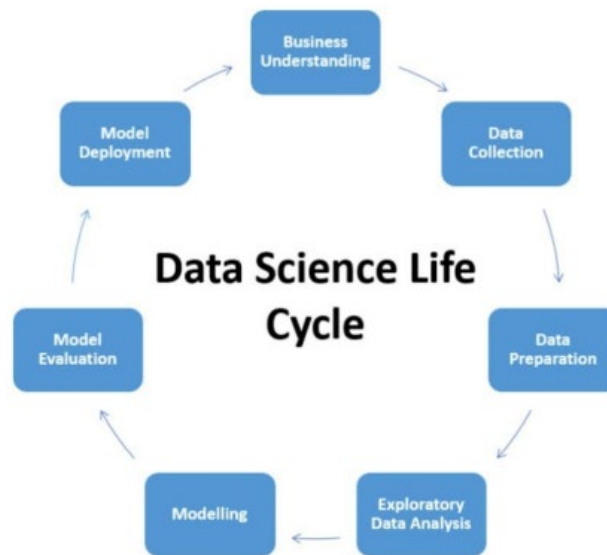 Business
Understanding
Data
Collection
Data
Preparation
Exploratory
Data Analysis
Modelling
Model
Evaluation
Model
Deployment
Data Science Life
Cycle